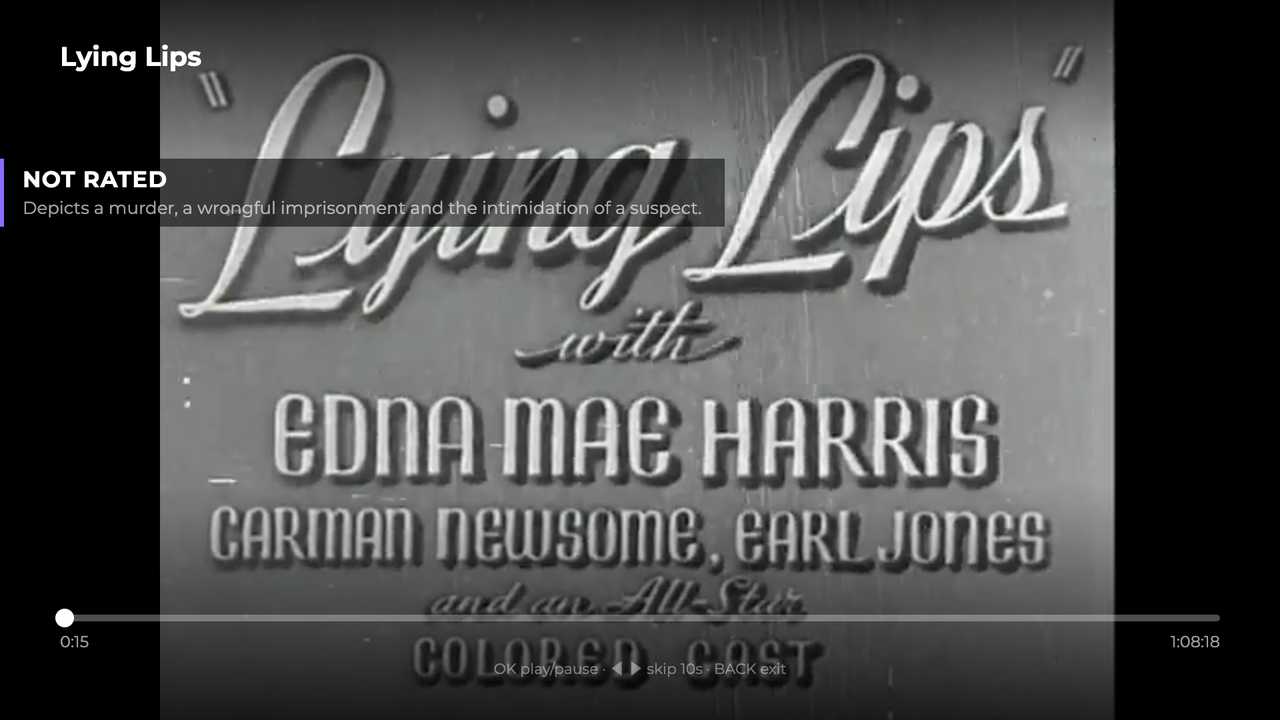 Lying Lips
"Lying Lips"
NOT RATED
Depicts a murder, a wrongful imprisonment and the intimidation of a suspect.
with
EDNA MAE HARRIS
CARMAN NEWSOME, EARL JONES
and an All-Star
0:15
1:08:18
COLORED CAST
OK play/pause · ◀ ▶ skip 10s · BACK exit